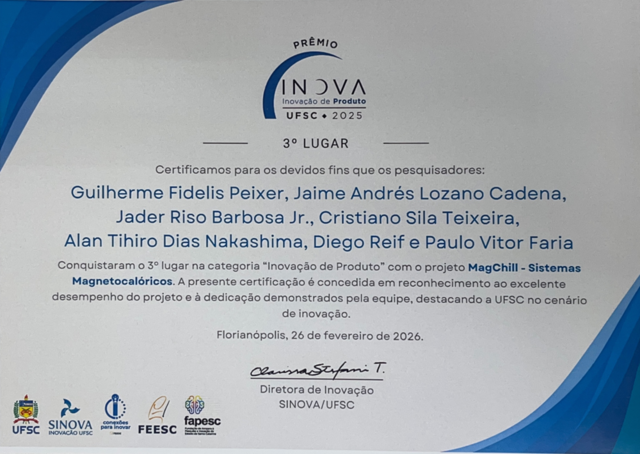 PRÊMIO
INOVA
Inovação de Produto
UFSC • 2025
3º LUGAR
Certificamos para os devidos fins que os pesquisadores:
Guilherme Fidelis Peixer, Jaime Andrés Lozano Cadena,
Jader Riso Barbosa Jr., Cristiano Sila Teixeira,
Alan Tihiro Dias Nakashima, Diego Reif e Paulo Vitor Faria
Conquistaram o 3º lugar na categoria “Inovação de Produto” com o projeto MagChill - Sistemas
Magnetocalóricos. A presente certificação é concedida em reconhecimento ao excelente
desempenho do projeto e à dedicação demonstrados pela equipe, destacando a UFSC no cenário
de inovação.
Florianópolis, 26 de fevereiro de 2026.
Diretora de Inovação
SINOVA/UFSC
UFSC
SINOVA
INOVAÇÃO UFSC
conexões
para inovar
FEESC
fapesc